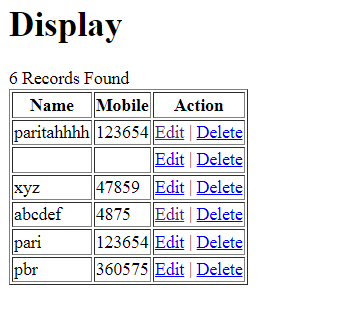 Display
6 Records Found
Name Mobile Action
paritahhhh 123654 Edit | Delete
Edit | Delete
xyz 47859 Edit | Delete
abcdef 4875 Edit | Delete
pari 123654 Edit | Delete
pbr 360575 Edit | Delete